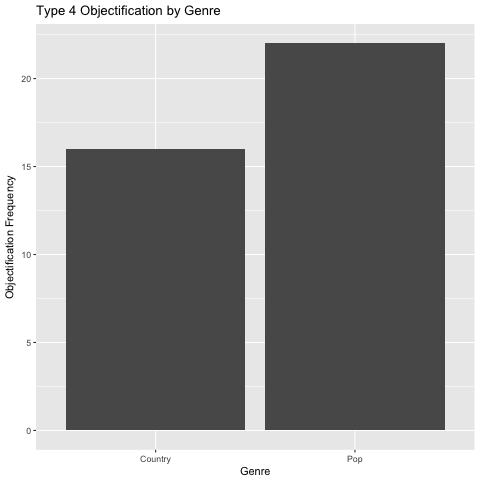 Type 4 Objectification by Genre
Objectification Frequency
20
15
10
5
0
Country Pop
Genre